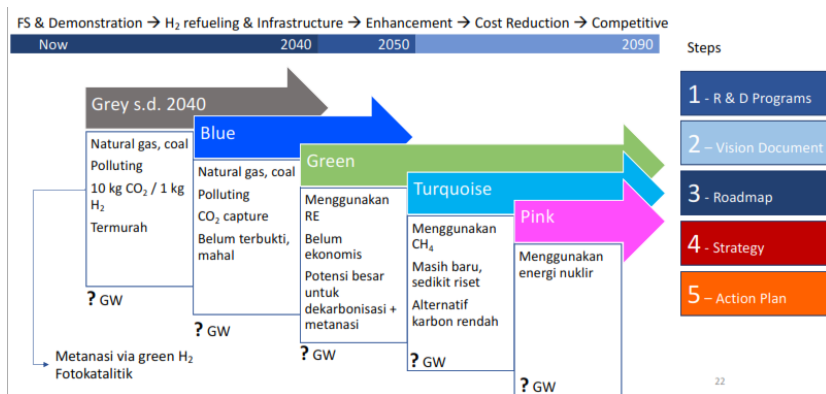 FS & Demonstration → H₂ refueling & Infrastructure → Enhancement → Cost Reduction → Competitive
Now 2040 2050 2090
Steps
Grey s.d. 2040
Natural gas, coal
Polluting
10 kg CO₂ / 1 kg
H₂
Termurah
? GW
Blue
Natural gas, coal
Polluting
CO₂ capture
Belum terbukti,
mahal
? GW
Green
Menggunakan
RE
Belum
ekonomis
Potensi besar
untuk
dekarbonisasi +
metanasi
? GW
Turquoise
Menggunakan
CH₄
Masih baru,
sedikit riset
Alternatif
karbon rendah
? GW
Pink
Menggunakan
energi nuklir
? GW
Metanasi via green H₂
Fotokatalitik
1 - R & D Programs
2 – Vision Document
3 - Roadmap
4 - Strategy
5 – Action Plan
22